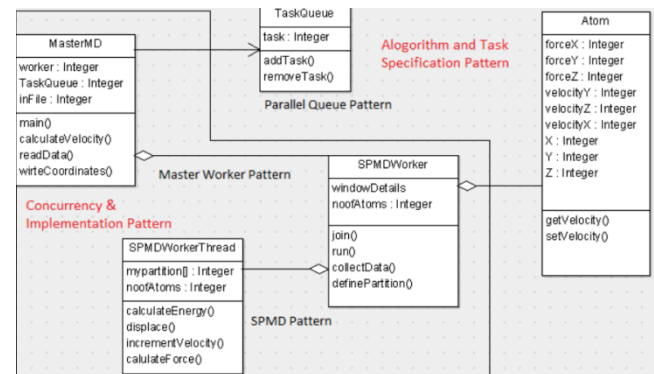 TaskQueue
task : Integer
addTask()
removeTask()
Parallel Queue Pattern
MasterMD
worker : Integer
TaskQueue : Integer
inFile : Integer
main()
calculateVelocity()
readData()
wirteCoordinates()
Alogorithm and Task
Specification Pattern
Atom
forceX : Integer
forceY : Integer
forceZ : Integer
velocityY : Integer
velocityZ : Integer
velocityX : Integer
X : Integer
Y : Integer
Z : Integer
getVelocity()
setVelocity()
Master Worker Pattern
SPMDWorker
windowDetails
noofAtoms : Integer
join()
run()
collectData()
definePartition()
Concurrency &
Implementation Pattern
SPMDWorkerThread
mypartition[] : Integer
noofAtoms : Integer
calculateEnergy()
displace()
incrementVelocity()
calulateForce()
SPMD Pattern